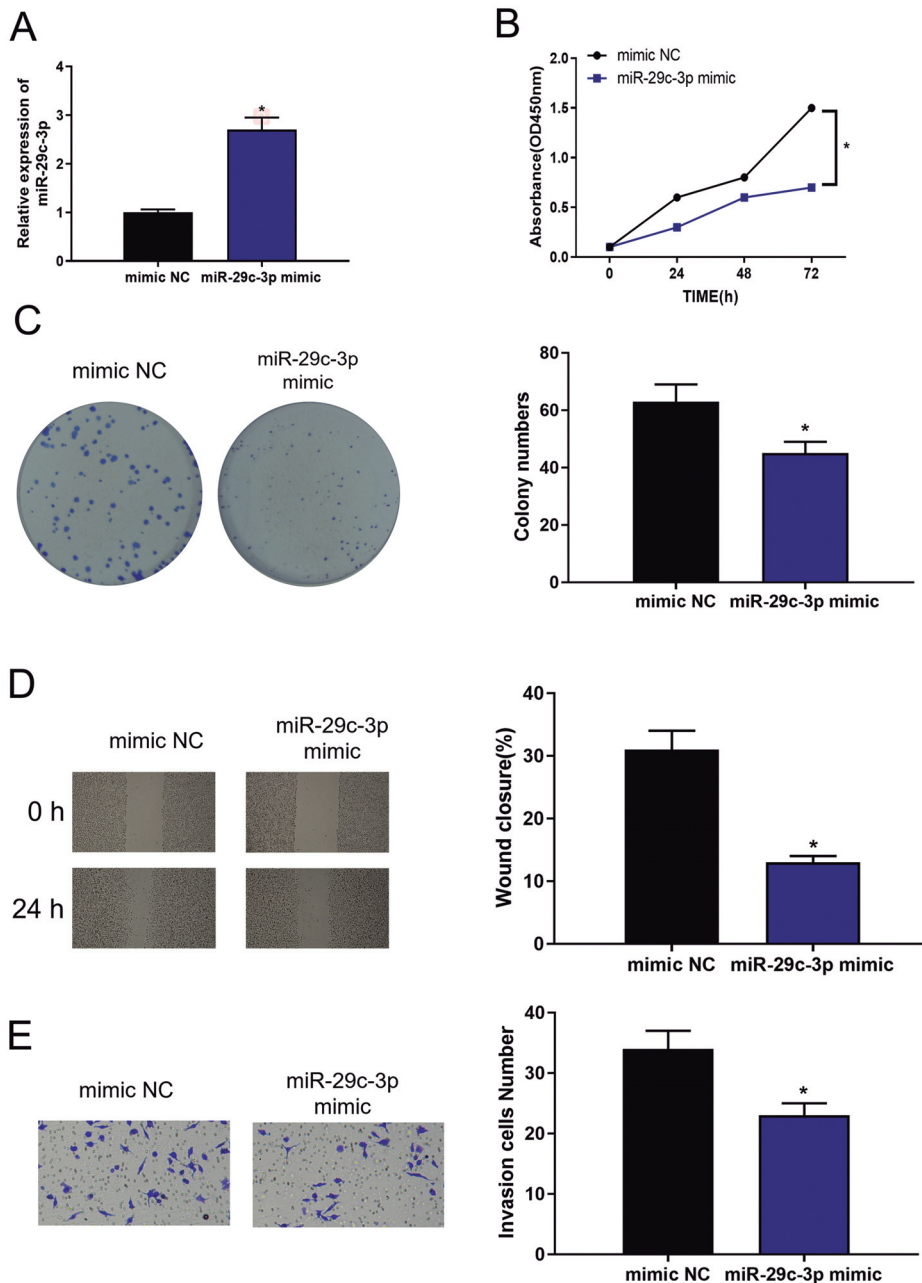 A
Relative expression of
miR-29c-3p
4
3
2
1
0
*
mimic NC
miR-29c-3p mimic
B
mimic NC
miR-29c-3p mimic
Absorbance(OD450nm)
2.0
1.5
1.0
0.5
0.0
*
0
24
48
72
TIME(h)
C
mimic NC
miR-29c-3p
mimic
Colony numbers
80
60
40
20
0
*
mimic NC
miR-29c-3p mimic
D
mimic NC
miR-29c-3p
mimic
0 h
24 h
Wound closure(%)
40
30
20
10
0
*
mimic NC
miR-29c-3p mimic
E
mimic NC
miR-29c-3p
mimic
Invasion cells Number
40
30
20
10
0
*
mimic NC
miR-29c-3p mimic